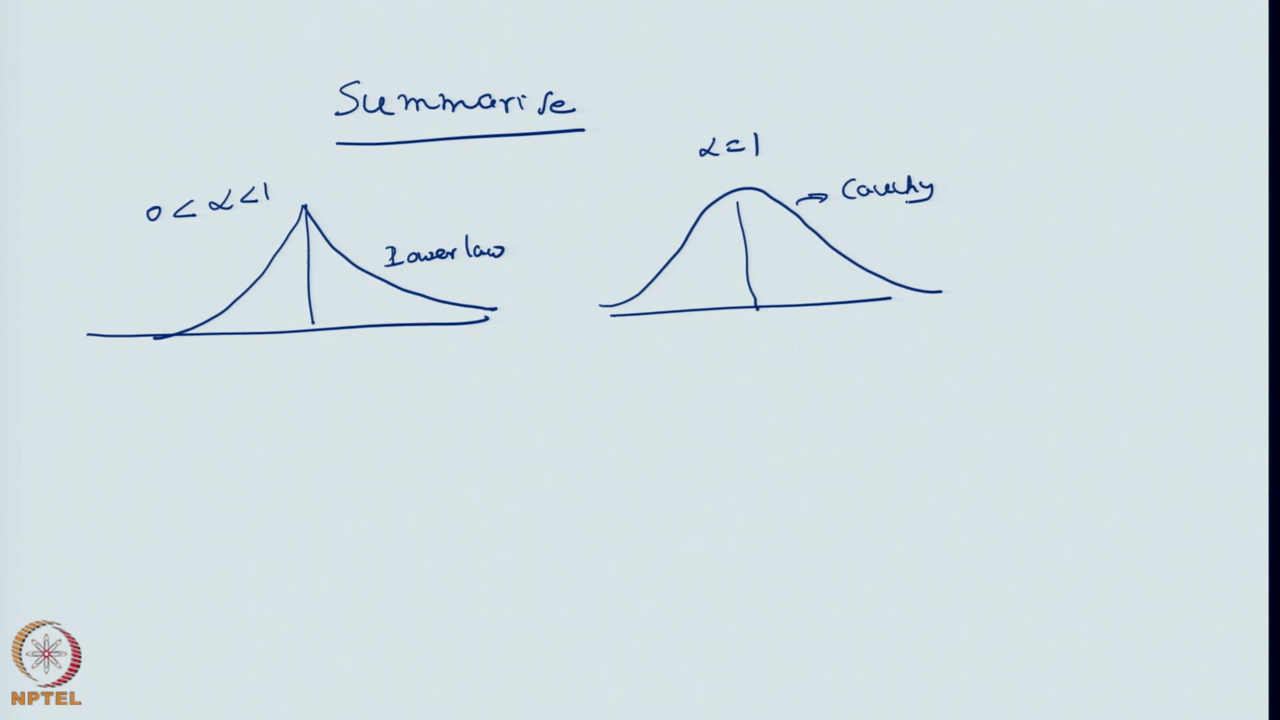 Summarise
α = 1
0 < α < 1
→ Cauchy
Power law
NPTEL